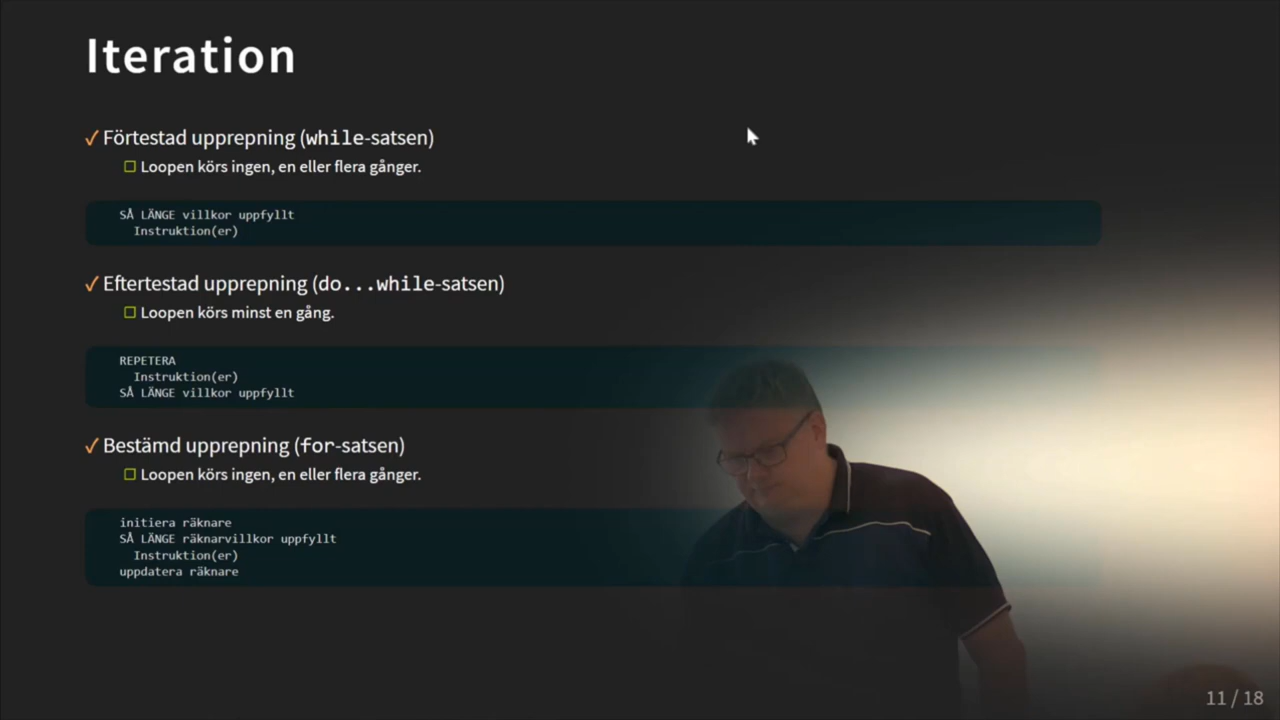 Iteration
✓ Förtestad upprepning (while-satsen)
Loopen körs ingen, en eller flera gånger.
SÅ LÄNGE villkor uppfyllt
Instruktion(er)
✓ Eftertestad upprepning (do...while-satsen)
Loopen körs minst en gång.
REPETERA
Instruktion(er)
SÅ LÄNGE villkor uppfyllt
✓ Bestämd upprepning (for-satsen)
Loopen körs ingen, en eller flera gånger.
initiera räknare
SÅ LÄNGE räknarvillkor uppfyllt
Instruktion(er)
uppdatera räknare
11 / 18